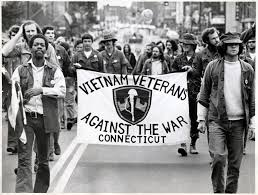 VIETNAM VETERANS
AGAINST THE WAR
CONNECTICUT